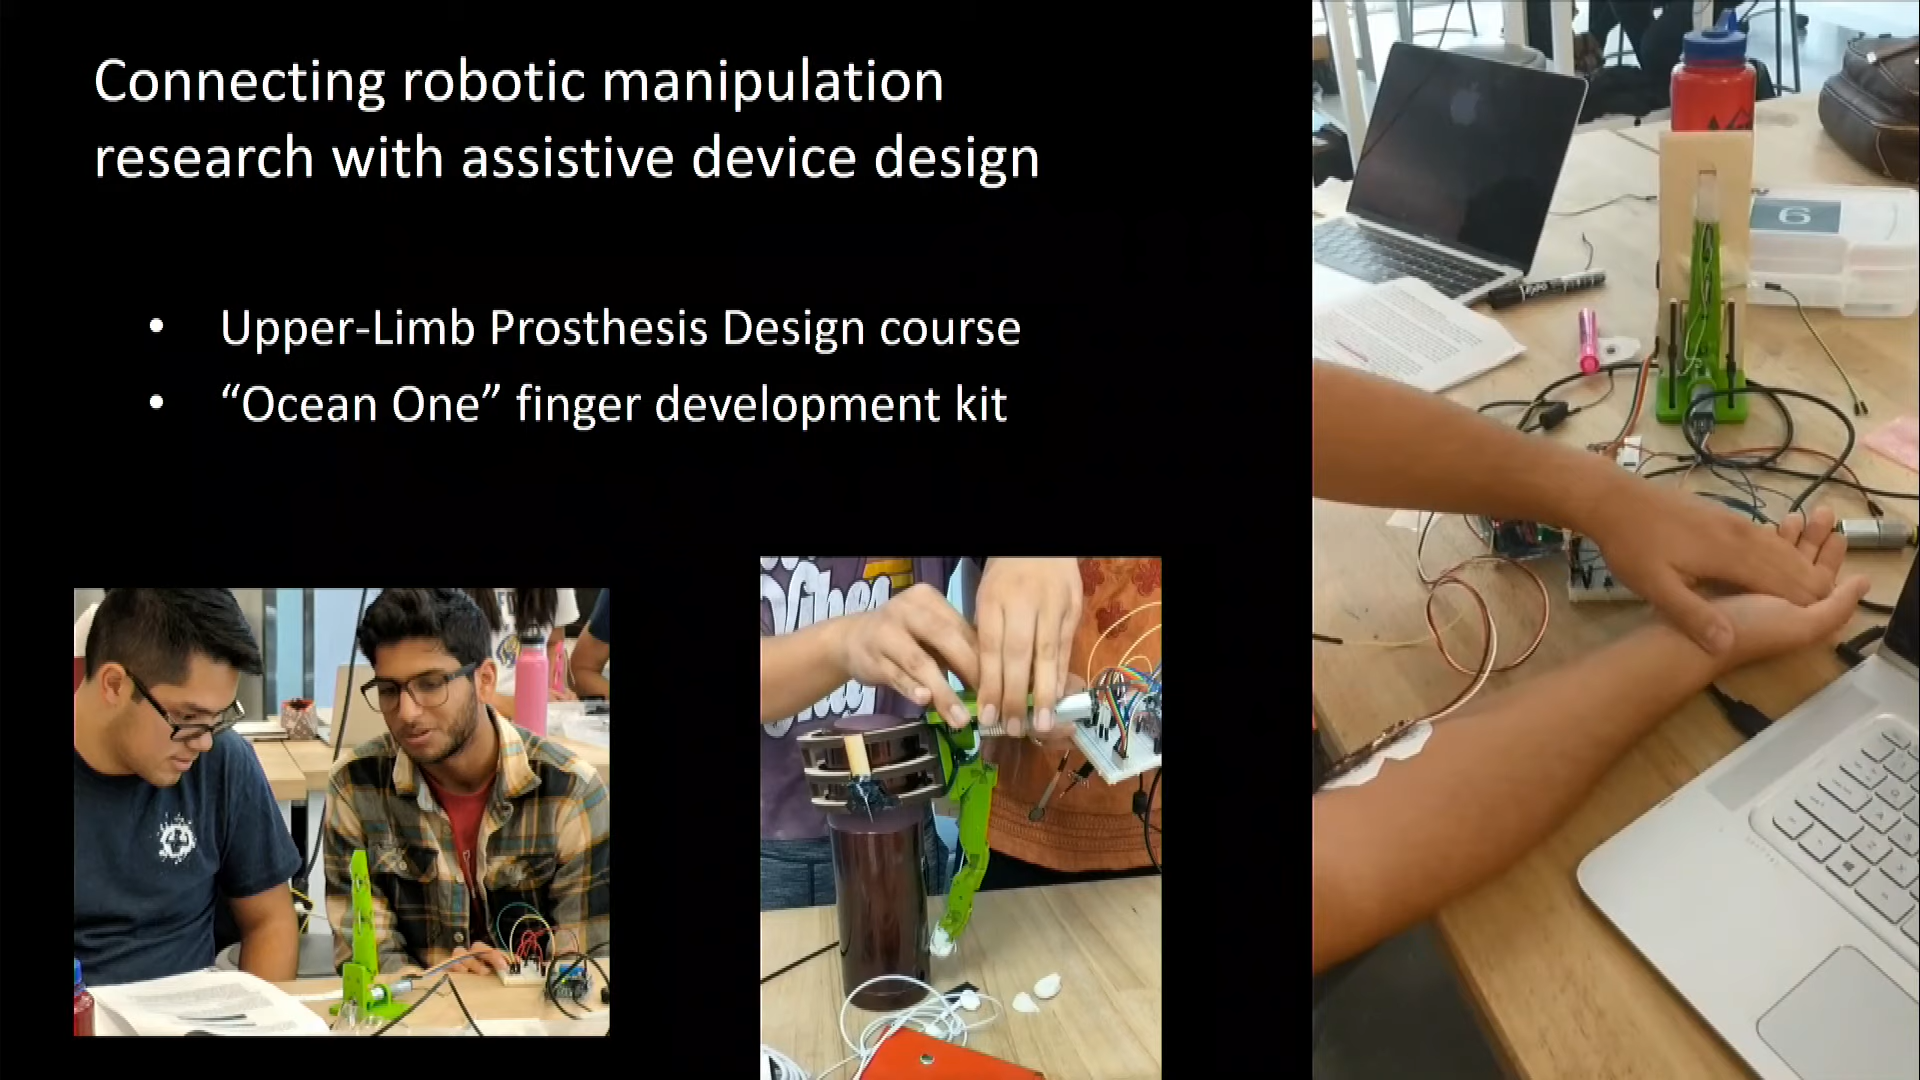 Connecting robotic manipulation
research with assistive device design
• Upper-Limb Prosthesis Design course
• “Ocean One” finger development kit
6